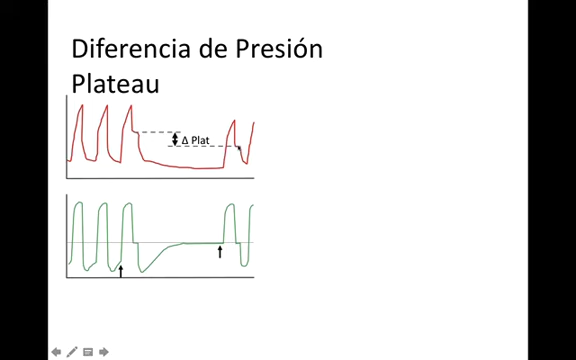 Diferencia de Presión
Plateau
Δ Plat